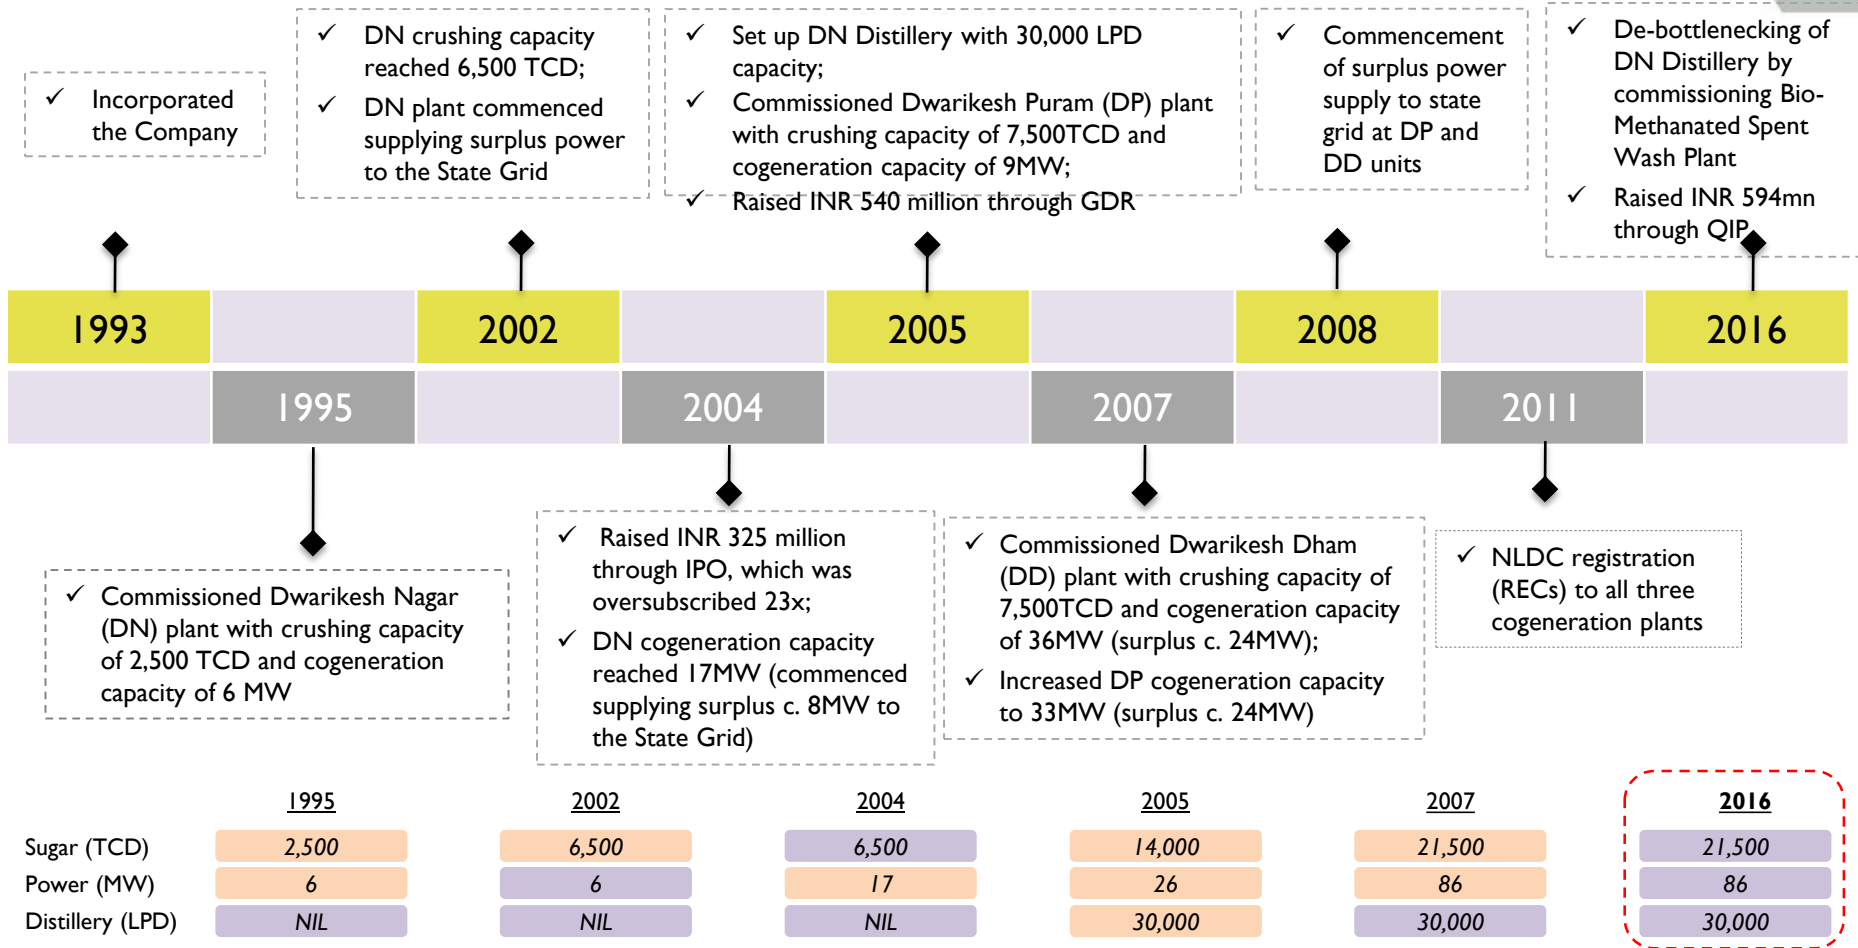 ✓ Incorporated
the Company
✓ DN crushing capacity
reached 6,500 TCD;
✓ DN plant commenced
supplying surplus power
to the State Grid
✓ Set up DN Distillery with 30,000 LPD
capacity;
✓ Commissioned Dwarikesh Puram (DP) plant
with crushing capacity of 7,500TCD and
cogeneration capacity of 9MW;
✓ Raised INR 540 million through GDR
✓ Commencement
of surplus power
supply to state
grid at DP and
DD units
✓ De-bottlenecking of
DN Distillery by
commissioning Bio-
Methanated Spent
Wash Plant
✓ Raised INR 594mn
through QIP
1993 2002 2005 2008 2016
1995 2004 2007 2011
✓ Commissioned Dwarikesh Nagar
(DN) plant with crushing capacity
of 2,500 TCD and cogeneration
capacity of 6 MW
✓ Raised INR 325 million
through IPO, which was
oversubscribed 23x;
✓ DN cogeneration capacity
reached 17MW (commenced
supplying surplus c. 8MW to
the State Grid)
✓ Commissioned Dwarikesh Dham
(DD) plant with crushing capacity of
7,500TCD and cogeneration capacity
of 36MW (surplus c. 24MW);
✓ Increased DP cogeneration capacity
to 33MW (surplus c. 24MW)
✓ NLDC registration
(RECs) to all three
cogeneration plants
1995 2002 2004 2005 2007 2016
Sugar (TCD) 2,500 6,500 6,500 14,000 21,500 21,500
Power (MW) 6 6 17 26 86 86
Distillery (LPD) NIL NIL NIL 30,000 30,000 30,000